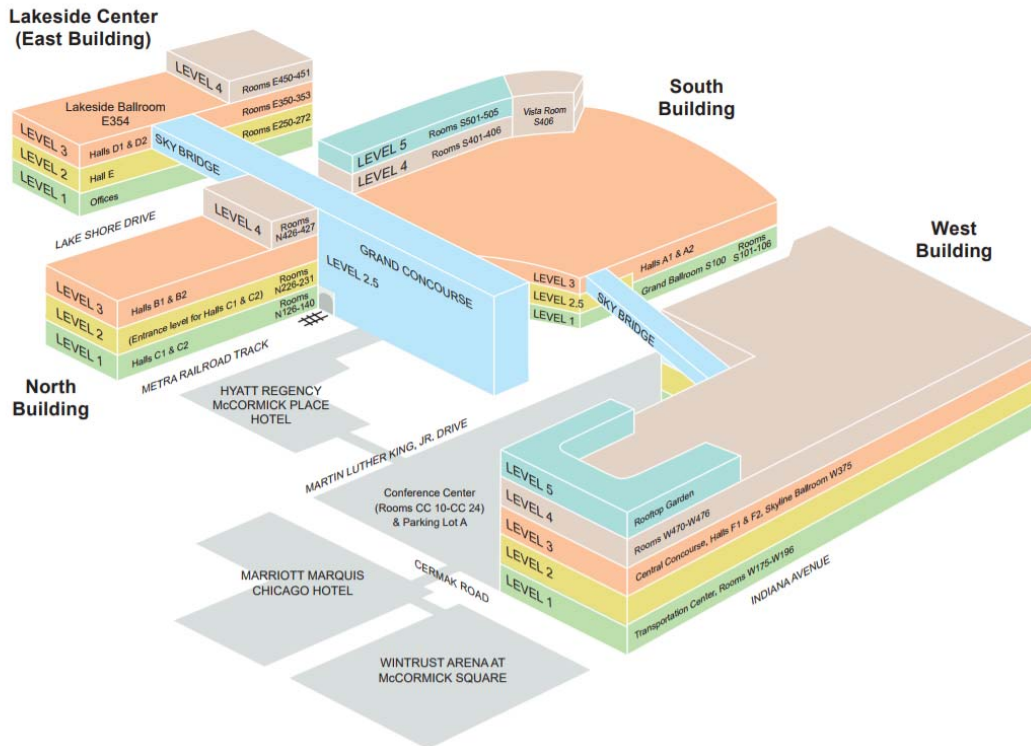 Lakeside Center
(East Building)
LEVEL 4
Rooms E450-451
Lakeside Ballroom
E354
Rooms E350-353
LEVEL 3
Halls D1 & D2
Rooms E250-272
LEVEL 2
Hall E
LEVEL 1
Offices
SKY BRIDGE
LAKE SHORE DRIVE
South
Building
LEVEL 5
Rooms S501-505
Vista Room
S406
LEVEL 4
Rooms S401-406
LEVEL 3
Halls A1 & A2
LEVEL 2.5
Grand Ballroom S100
Rooms
S101-106
LEVEL 1
GRAND CONCOURSE
LEVEL 2.5
SKY BRIDGE
LEVEL 4
Rooms
N426-427
LEVEL 3
Halls B1 & B2
Rooms
N226-231
LEVEL 2
(Entrance level for Halls C1 & C2)
Rooms
N126-140
LEVEL 1
Halls C1 & C2
METRA RAILROAD TRACK
North
Building
HYATT REGENCY
McCORMICK PLACE
HOTEL
MARTIN LUTHER KING, JR. DRIVE
Conference Center
(Rooms CC 10-CC 24)
& Parking Lot A
MARRIOTT MARQUIS
CHICAGO HOTEL
CERMAK ROAD
WINTRUST ARENA AT
McCORMICK SQUARE
West
Building
LEVEL 5
Rooftop Garden
LEVEL 4
Rooms W470-W476
LEVEL 3
Central Concourse, Halls F1 & F2, Skyline Ballroom W375
LEVEL 2
LEVEL 1
Transportation Center, Rooms W175-W196
INDIANA AVENUE